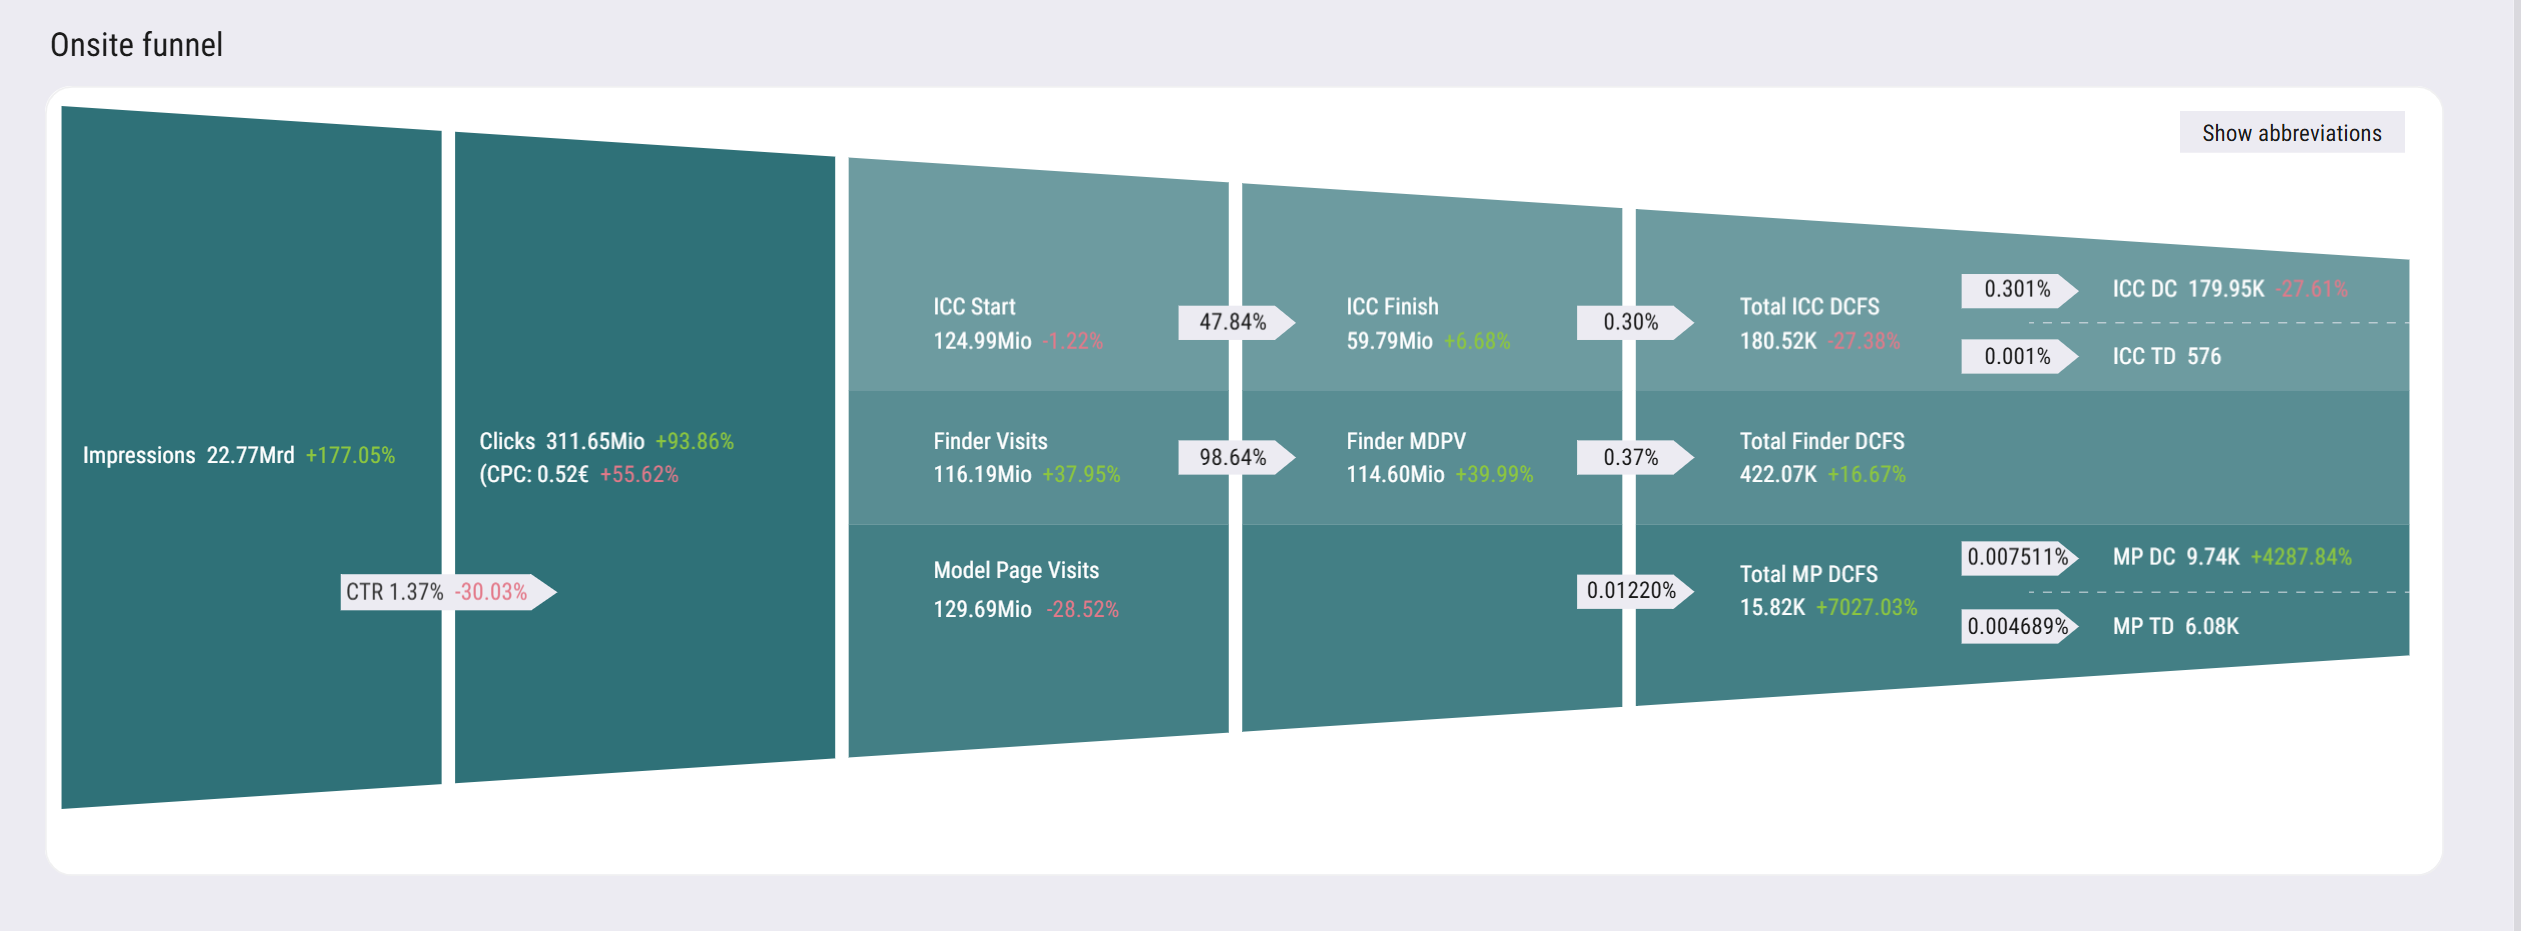 Onsite funnel
Show abbreviations
Impressions 22.77Mrd +177.05%
CTR 1.37% -30.03%
Clicks 311.65Mio +93.86%
(CPC: 0.52€ +55.62%
ICC Start
124.99Mio -1.22%
47.84%
ICC Finish
59.79Mio +6.68%
0.30%
Total ICC DCFS
180.52K -27.38%
0.301%
ICC DC 179.95K -27.61%
0.001%
ICC TD 576
Finder Visits
116.19Mio +37.95%
98.64%
Finder MDPV
114.60Mio +39.99%
0.37%
Total Finder DCFS
422.07K +16.67%
Model Page Visits
129.69Mio -28.52%
0.01220%
Total MP DCFS
15.82K +7027.03%
0.007511%
MP DC 9.74K +4287.84%
0.004689%
MP TD 6.08K